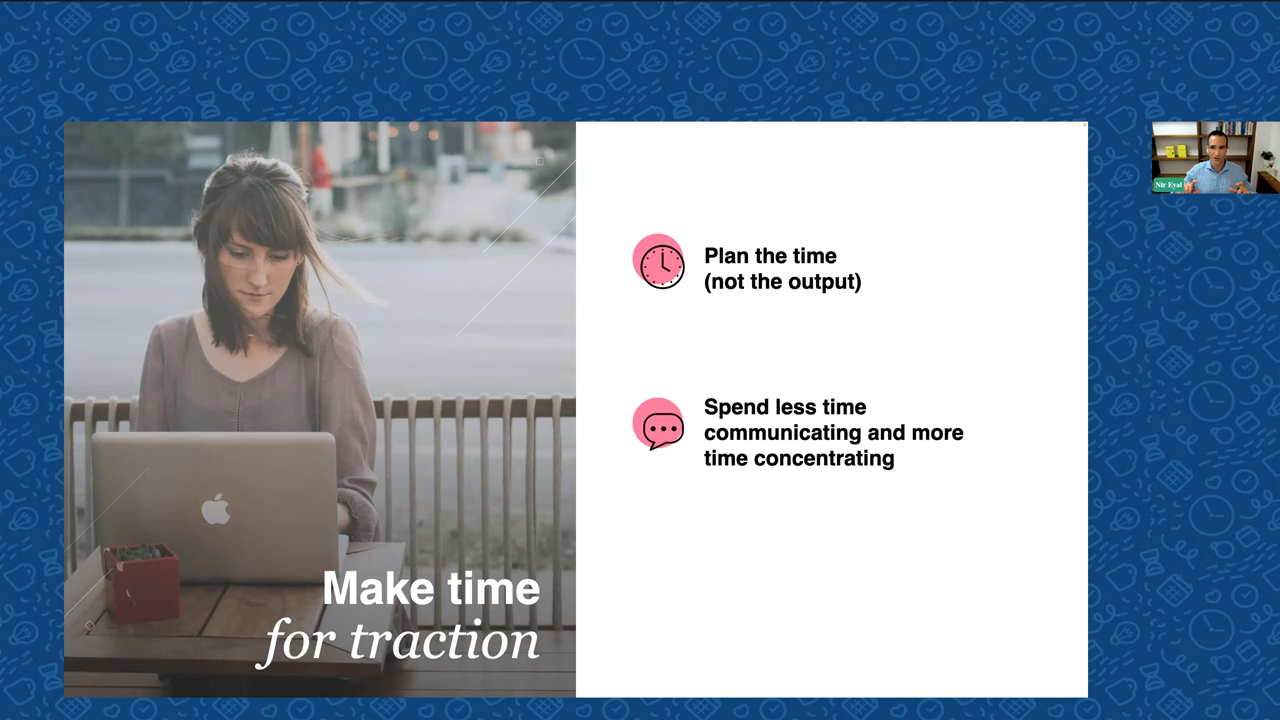 Make time
for traction
Plan the time
(not the output)
Spend less time
communicating and more
time concentrating
Nir Eyal